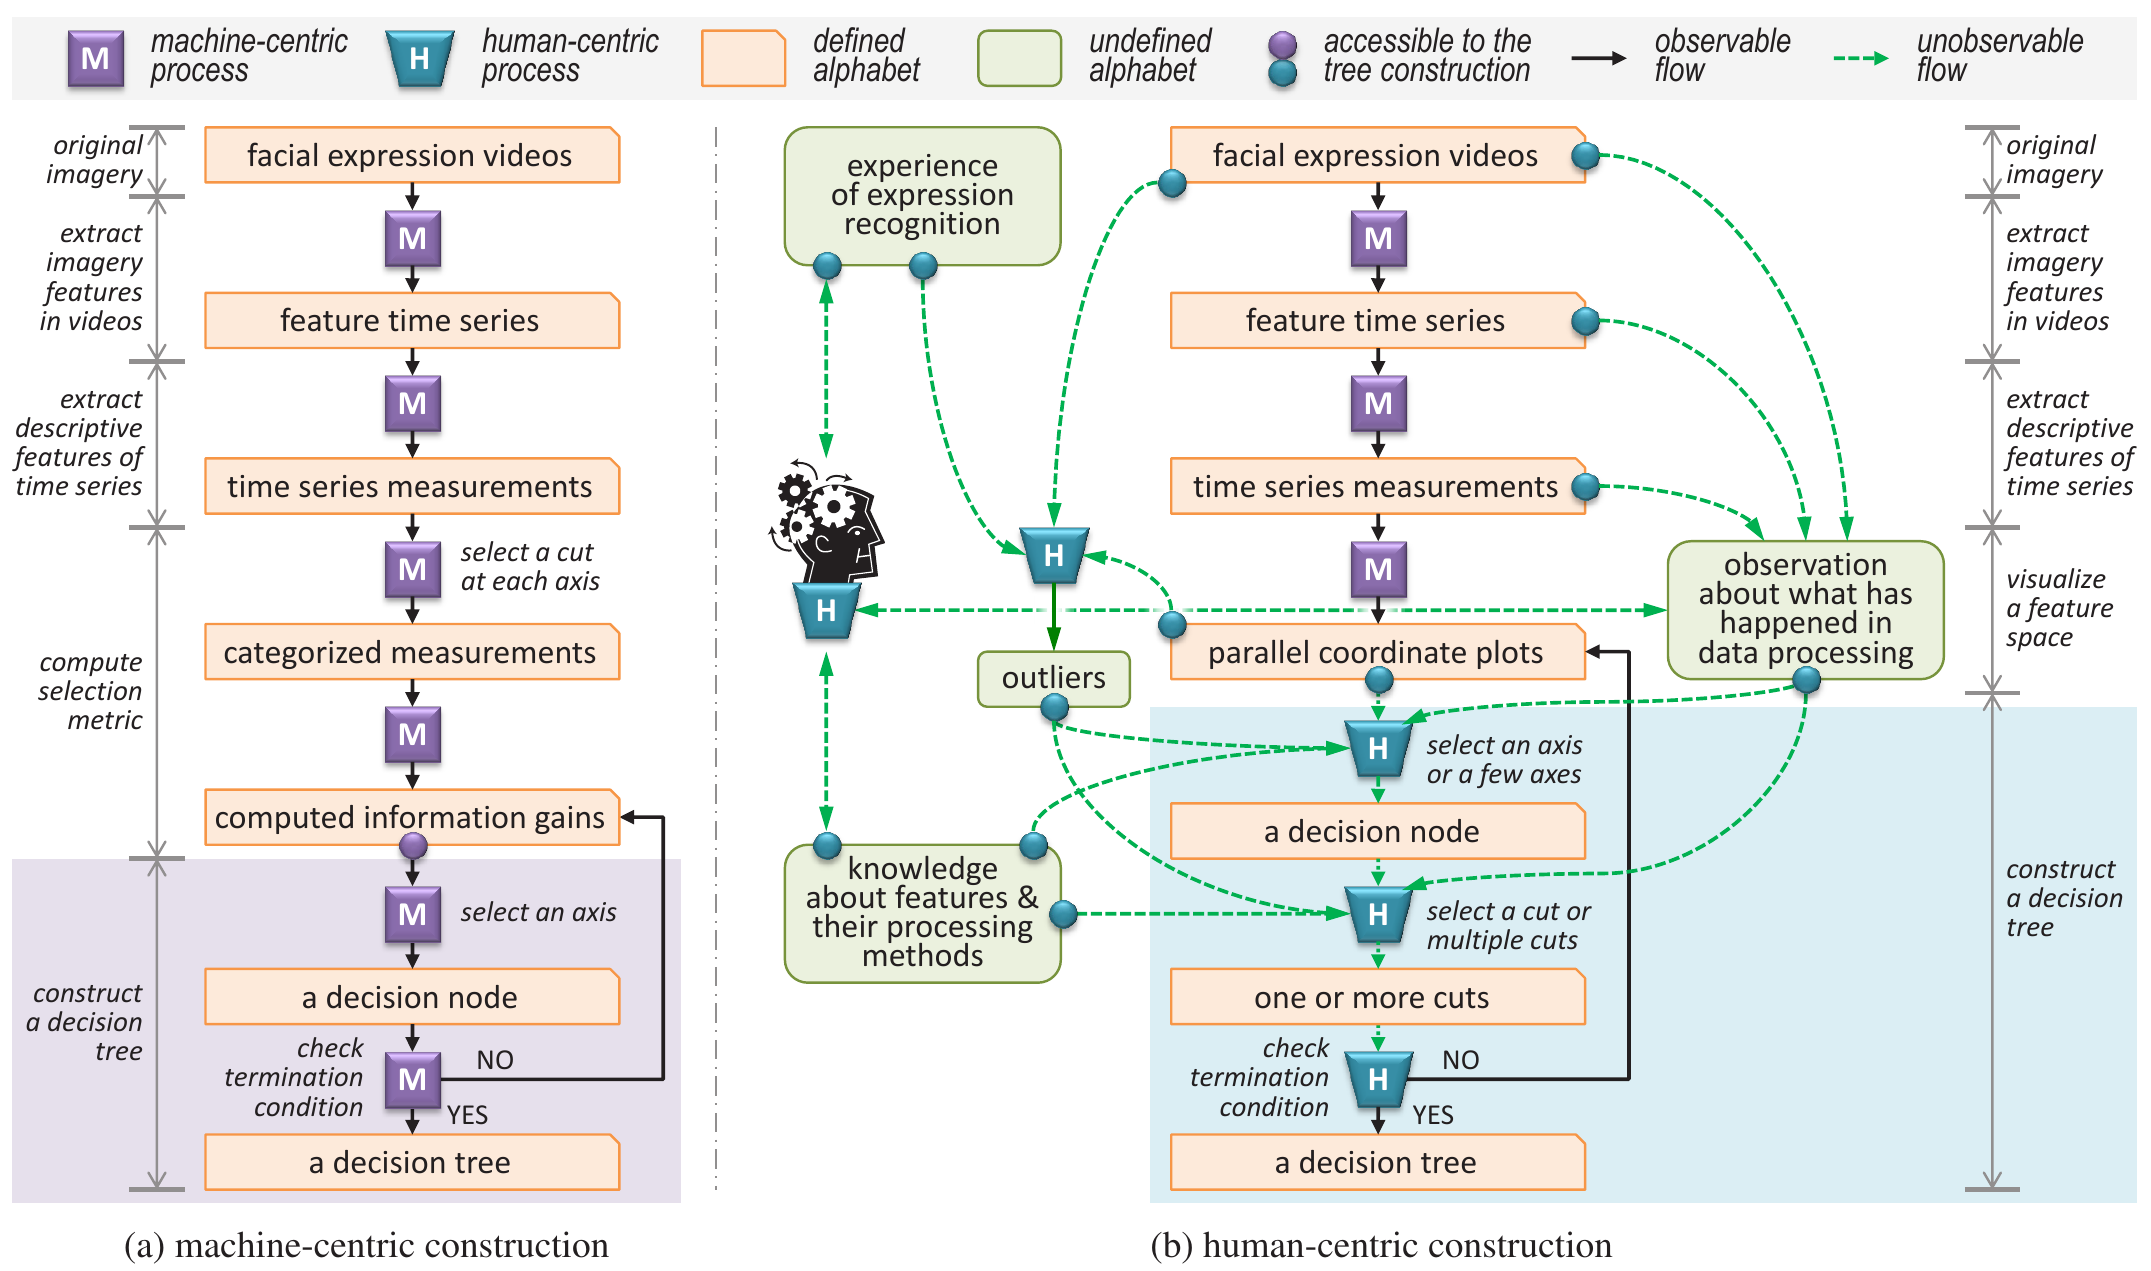 M
machine-centric
process
H
human-centric
process
defined
alphabet
undefined
alphabet
accessible to the
tree construction
observable
flow
unobservable
flow
original
imagery
extract
imagery
features
in videos
extract
descriptive
features of
time series
compute
selection
metric
construct
a decision
tree
facial expression videos
M
feature time series
M
time series measurements
M
select a cut
at each axis
categorized measurements
M
computed information gains
M
select an axis
a decision node
check
termination
condition
M
NO
YES
a decision tree
(a) machine-centric construction
experience
of expression
recognition
H
H
outliers
knowledge
about features &
their processing
methods
facial expression videos
M
feature time series
M
time series measurements
M
parallel coordinate plots
H
select an axis
or a few axes
a decision node
H
select a cut or
multiple cuts
one or more cuts
check
termination
condition
H
NO
YES
a decision tree
observation
about what has
happened in
data processing
original
imagery
extract
imagery
features
in videos
extract
descriptive
features of
time series
visualize
a feature
space
construct
a decision
tree
(b) human-centric construction